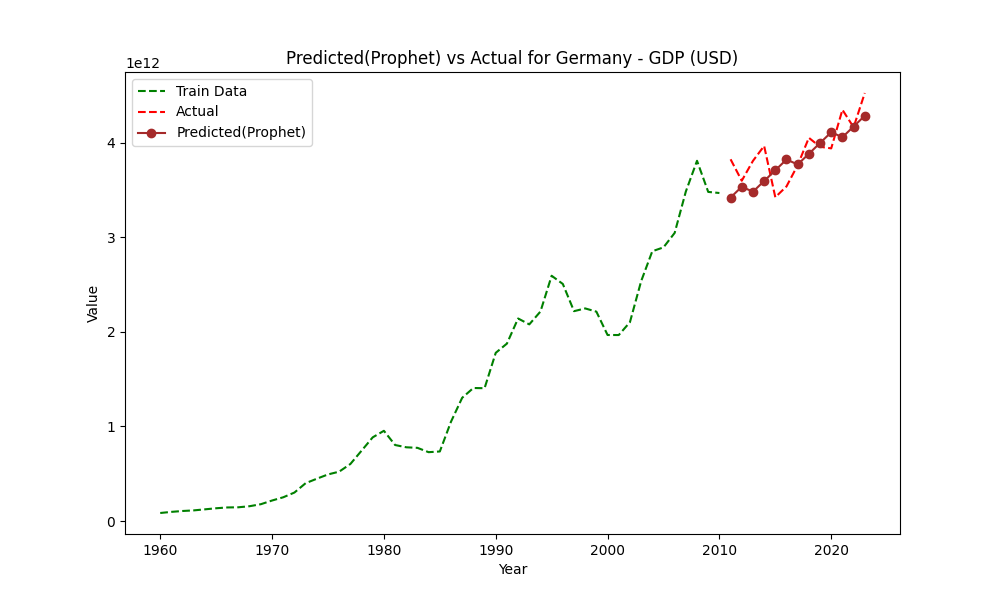 Predicted(Prophet) vs Actual for Germany - GDP (USD)
1e12
Train Data
Actual
Predicted(Prophet)
4
3
2
1
0
Value
1960 1970 1980 1990 2000 2010 2020
Year